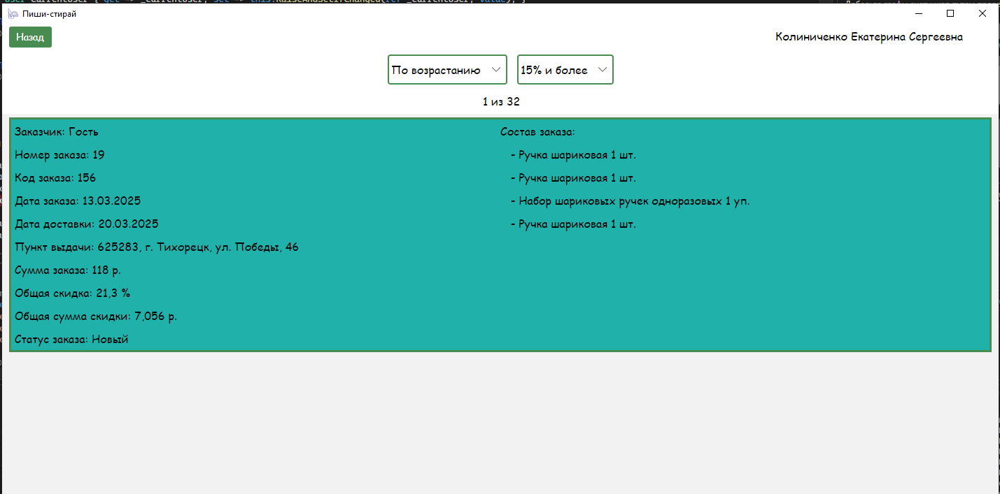 Пиши-стирай
Назад
Колиниченко Екатерина Сергеевна
По возрастанию
15% и более
1 из 32
Заказчик: Гость
Номер заказа: 19
Код заказа: 156
Дата заказа: 13.03.2025
Дата доставки: 20.03.2025
Пункт выдачи: 625283, г. Тихорецк, ул. Победы, 46
Сумма заказа: 118 р.
Общая скидка: 21,3 %
Общая сумма скидки: 7,056 р.
Статус заказа: Новый
Состав заказа:
- Ручка шариковая 1 шт.
- Ручка шариковая 1 шт.
- Набор шариковых ручек одноразовых 1 уп.
- Ручка шариковая 1 шт.